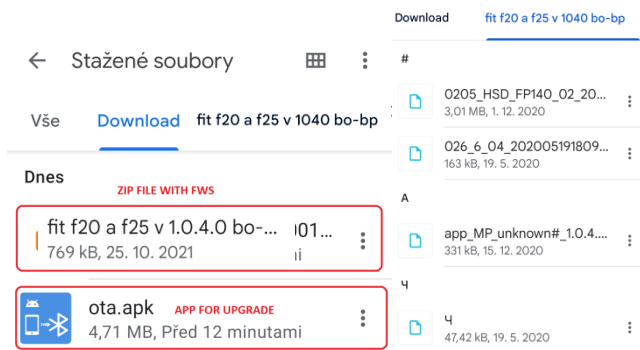 Stažené soubory
Vše
Download
fit f20 a f25 v 1040 bo-bp
Dnes
ZIP FILE WITH FWS
fit f20 a f25 v 1.0.4.0 bo-...
001...
769 kB, 25. 10. 2021
ota.apk
APP FOR UPGRADE
4,71 MB, Před 12 minutami
Download
fit f20 a f25 v 1040 bo-bp
#
0205_HSD_FP140_02_20...
3,01 MB, 1. 12. 2020
026_6_04_202005191809...
163 kB, 19. 5. 2020
A
app_MP_unknown#_1.0.4....
331 kB, 15. 12. 2020
Ч
Ч
47,42 kB, 19. 5. 2020